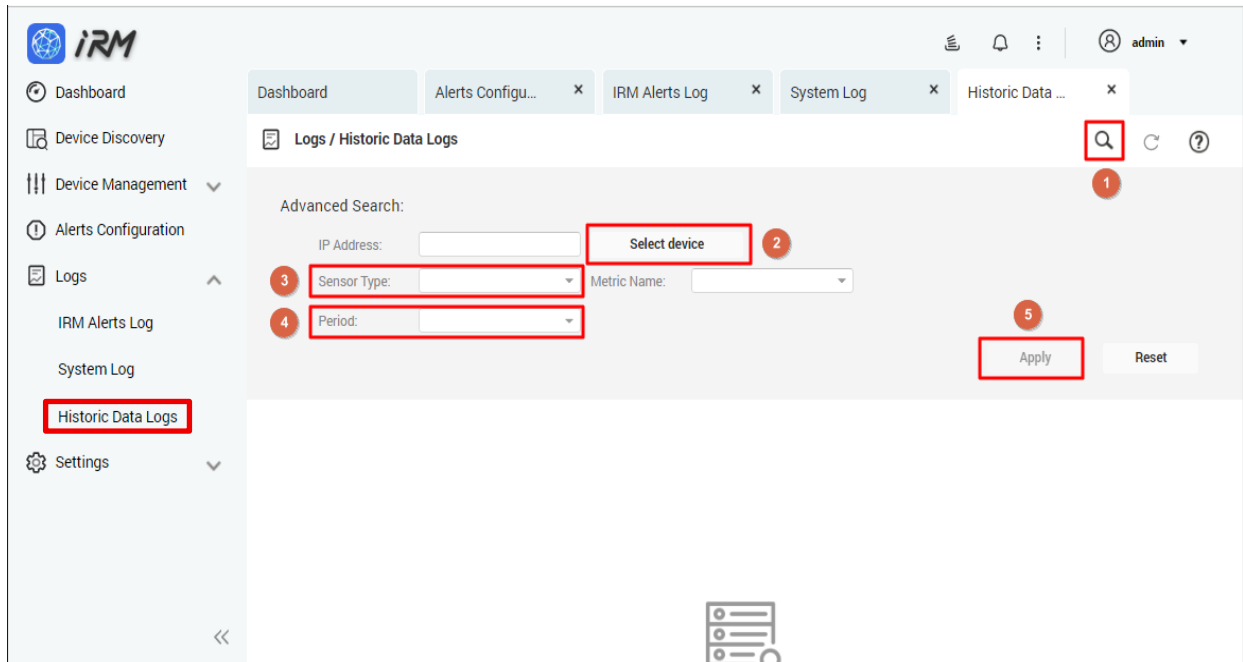 iRM
admin
Dashboard
Device Discovery
Device Management
Alerts Configuration
Logs
IRM Alerts Log
System Log
Historic Data Logs
Settings
Dashboard
Alerts Configu...
IRM Alerts Log
System Log
Historic Data ...
Logs / Historic Data Logs
1
Advanced Search:
IP Address:
Select device
2
3
Sensor Type:
Metric Name:
4
Period:
5
Apply
Reset